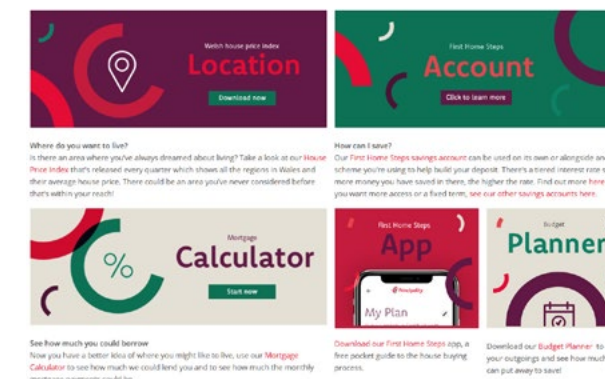 Welsh house price index
Location
Download now
First Home Steps
Account
Click to learn more
Where do you want to live?
Is there an area where you've always dreamed about living? Take a look at our House
Price Index that's released every quarter which shows all the regions in Wales and
their average house price. There could be an area you've never considered before
that's within your reach!
How can I save?
Our First Home Steps savings account can be used on its own or alongside
scheme you're using to help build your deposit. There's a tiered interest rate
more money you have saved in there, the higher the rate. Find out more here
you want more access or a fixed term, see our other savings accounts here.
%
Mortgage
Calculator
Start now
First Home Steps
App
Principality
My Plan
Budget
Planner
See how much you could borrow
Now you have a better idea of where you might like to live, use our Mortgage
Calculator to see how much we could lend you and to see how much the monthly
mortgage payments could be
Download our First Home Steps app, a
free pocket guide to the house buying
process.
Download our Budget Planner to
your outgoings and see how much
can put away to save!